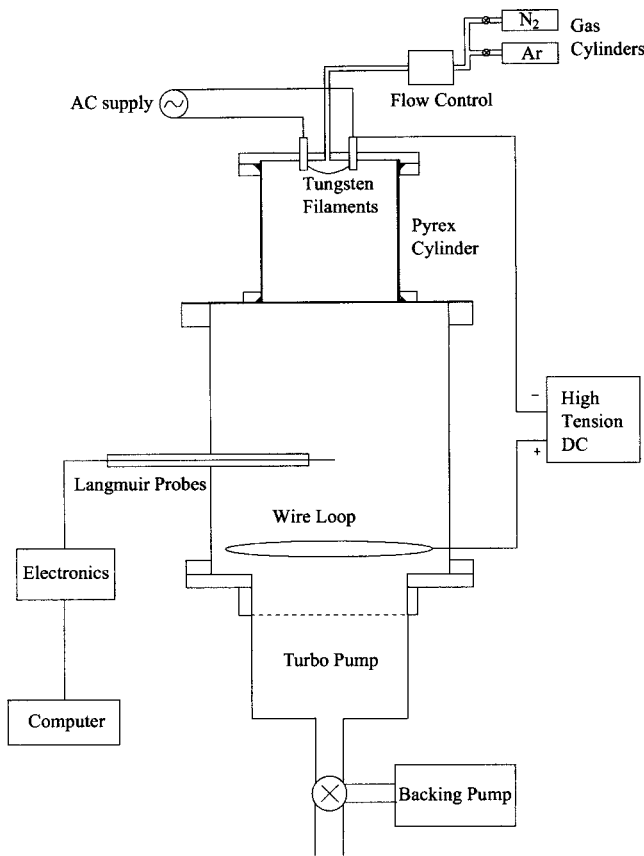 N2
Gas
Cylinders
Ar
AC supply
Flow Control
Tungsten
Filaments
Pyrex
Cylinder
−
High
Tension
DC
+
Langmuir Probes
Wire Loop
Electronics
Turbo Pump
Computer
Backing Pump